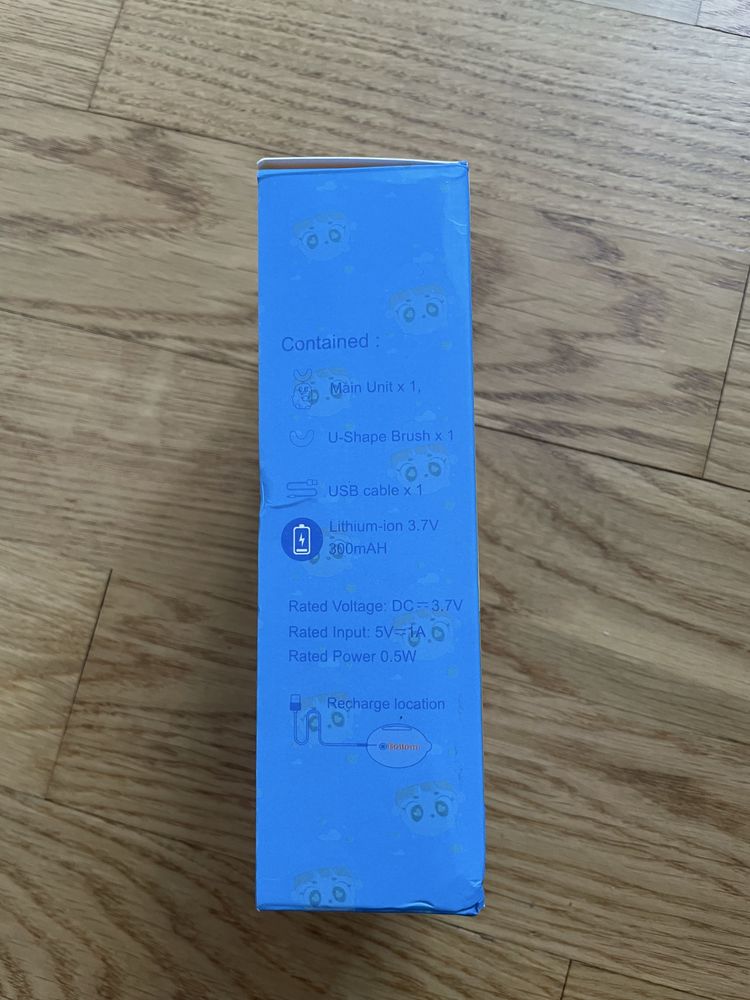 Contained :
Main Unit x 1,
U-Shape Brush x 1
USB cable x 1
Lithium-ion 3.7V
300mAH
Rated Voltage: DC⎓3.7V
Rated Input: 5V⎓1A
Rated Power 0.5W
Recharge location
Bottom